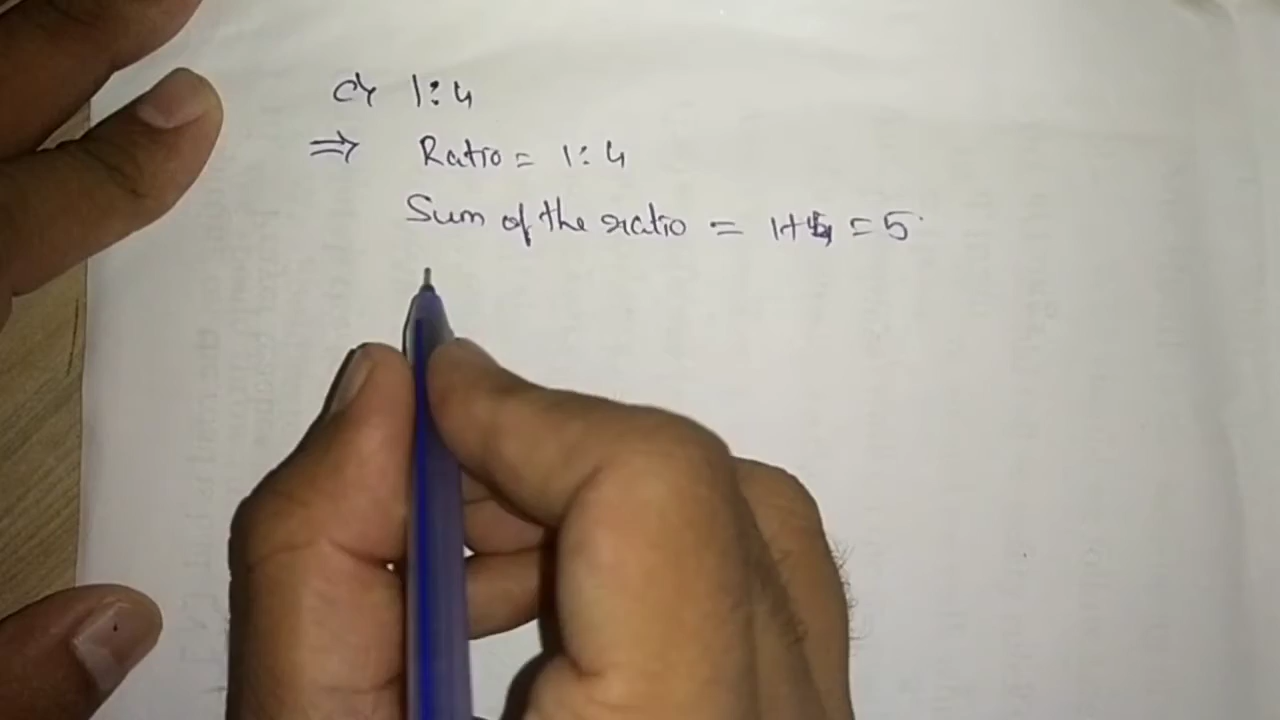 c) 1:4
⇒ Ratio = 1:4
Sum of the ratio = 1+4 = 5